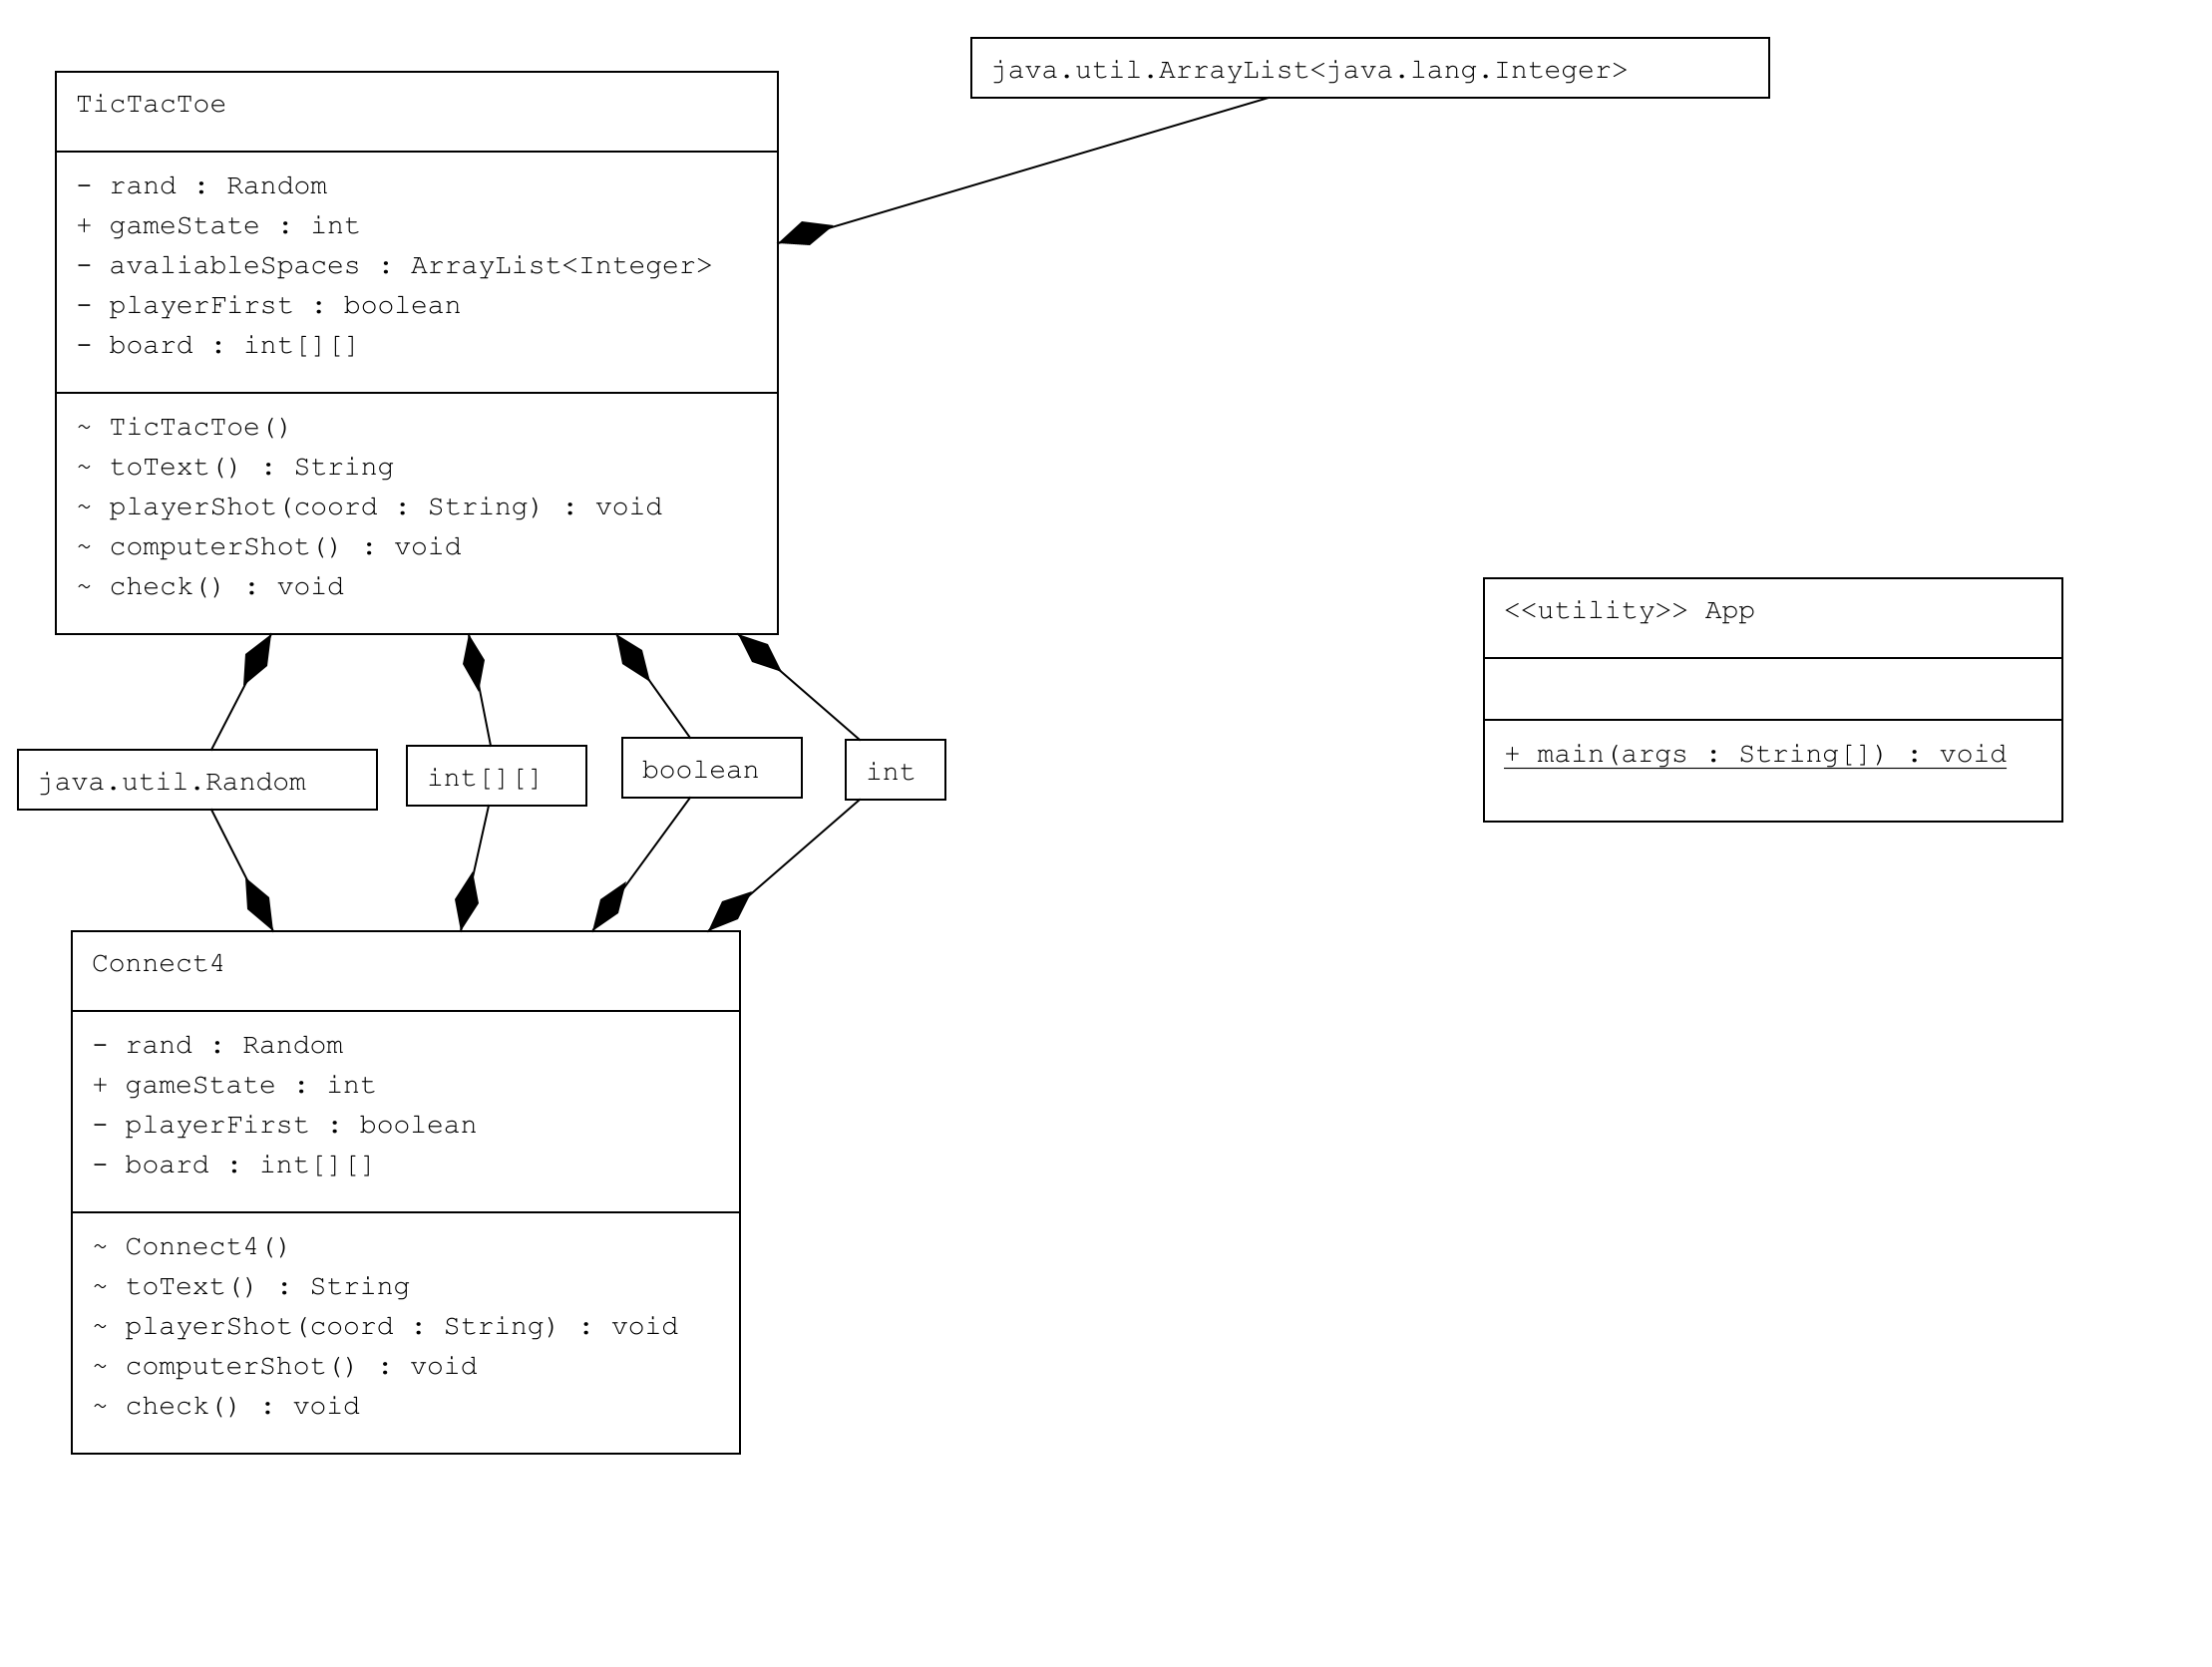 java.util.ArrayList<java.lang.Integer>
TicTacToe
- rand : Random
+ gameState : int
- avaliableSpaces : ArrayList<Integer>
- playerFirst : boolean
- board : int[][]
~ TicTacToe()
~ toText() : String
~ playerShot(coord : String) : void
~ computerShot() : void
~ check() : void
<<utility>> App
+ main(args : String[]) : void
java.util.Random
int[][]
boolean
int
Connect4
- rand : Random
+ gameState : int
- playerFirst : boolean
- board : int[][]
~ Connect4()
~ toText() : String
~ playerShot(coord : String) : void
~ computerShot() : void
~ check() : void